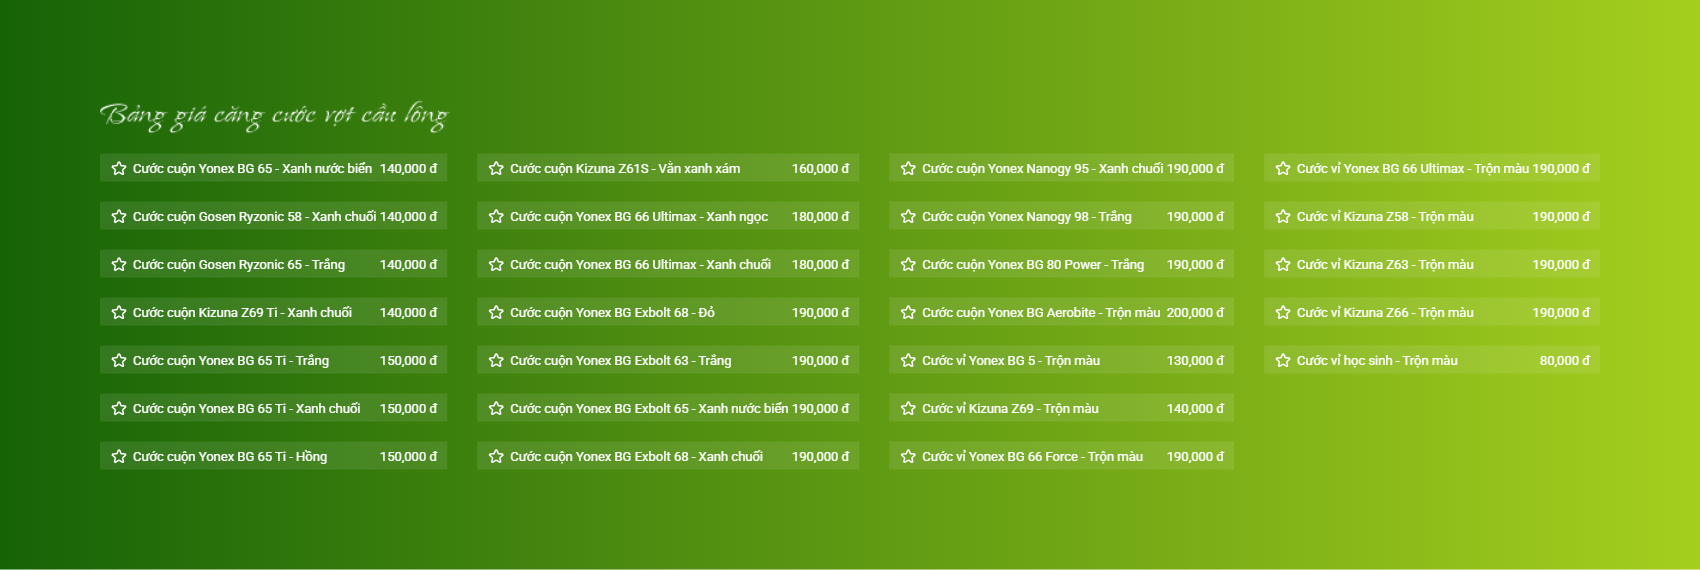 Bảng giá căng cước vợt cầu lông
Cước cuộn Yonex BG 65 - Xanh nước biển 140,000 đ
Cước cuộn Gosen Ryzonic 58 - Xanh chuối 140,000 đ
Cước cuộn Gosen Ryzonic 65 - Trắng 140,000 đ
Cước cuộn Kizuna Z69 Ti - Xanh chuối 140,000 đ
Cước cuộn Yonex BG 65 Ti - Trắng 150,000 đ
Cước cuộn Yonex BG 65 Ti - Xanh chuối 150,000 đ
Cước cuộn Yonex BG 65 Ti - Hồng 150,000 đ
Cước cuộn Kizuna Z61S - Vằn xanh xám 160,000 đ
Cước cuộn Yonex BG 66 Ultimax - Xanh ngọc 180,000 đ
Cước cuộn Yonex BG 66 Ultimax - Xanh chuối 180,000 đ
Cước cuộn Yonex BG Exbolt 68 - Đỏ 190,000 đ
Cước cuộn Yonex BG Exbolt 63 - Trắng 190,000 đ
Cước cuộn Yonex BG Exbolt 65 - Xanh nước biển 190,000 đ
Cước cuộn Yonex BG Exbolt 68 - Xanh chuối 190,000 đ
Cước cuộn Yonex Nanogy 95 - Xanh chuối 190,000 đ
Cước cuộn Yonex Nanogy 98 - Trắng 190,000 đ
Cước cuộn Yonex BG 80 Power - Trắng 190,000 đ
Cước cuộn Yonex BG Aerobite - Trộn màu 200,000 đ
Cước vỉ Yonex BG 5 - Trộn màu 130,000 đ
Cước vỉ Kizuna Z69 - Trộn màu 140,000 đ
Cước vỉ Yonex BG 66 Force - Trộn màu 190,000 đ
Cước vỉ Yonex BG 66 Ultimax - Trộn màu 190,000 đ
Cước vỉ Kizuna Z58 - Trộn màu 190,000 đ
Cước vỉ Kizuna Z63 - Trộn màu 190,000 đ
Cước vỉ Kizuna Z66 - Trộn màu 190,000 đ
Cước vỉ học sinh - Trộn màu 80,000 đ